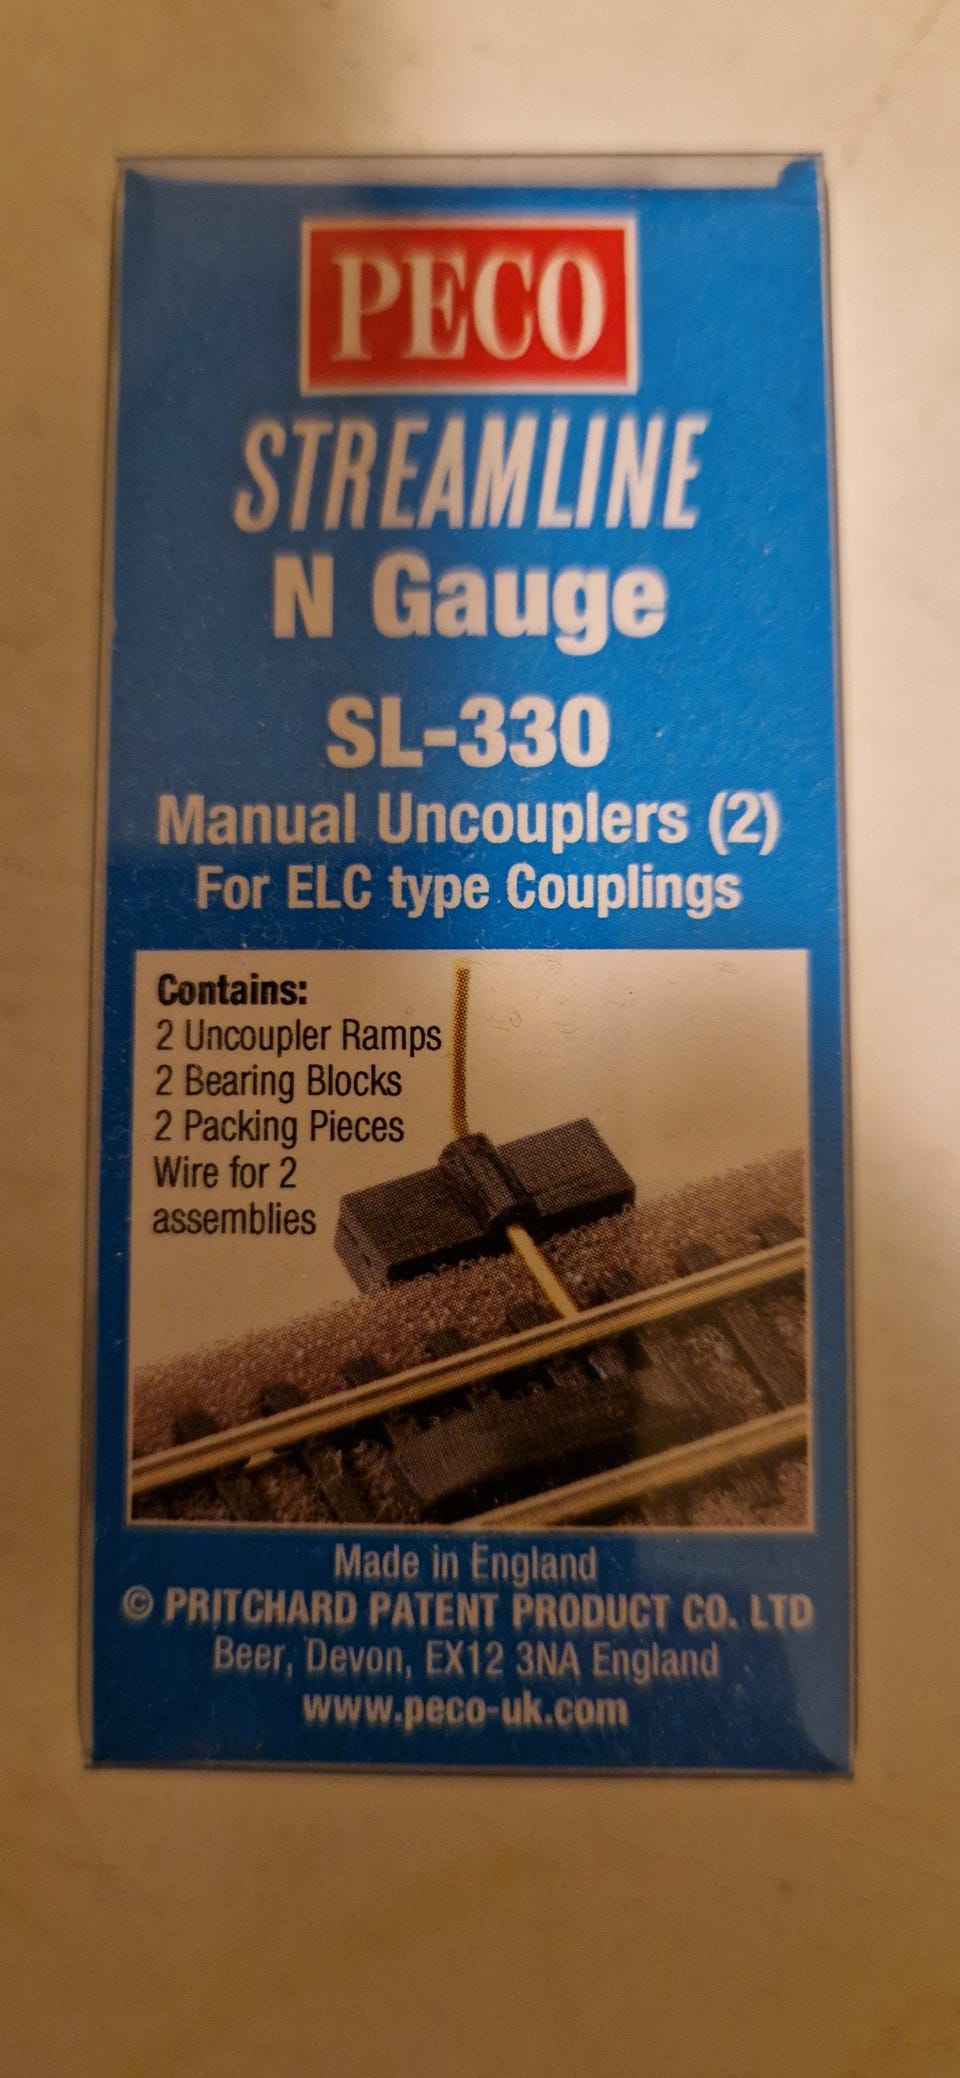 PECO
STREAMLINE
N Gauge
SL-330
Manual Uncouplers (2)
For ELC type Couplings
Contains:
2 Uncoupler Ramps
2 Bearing Blocks
2 Packing Pieces
Wire for 2
assemblies
Made in England
© PRITCHARD PATENT PRODUCT CO. LTD
Beer, Devon, EX12 3NA England
www.peco-uk.com